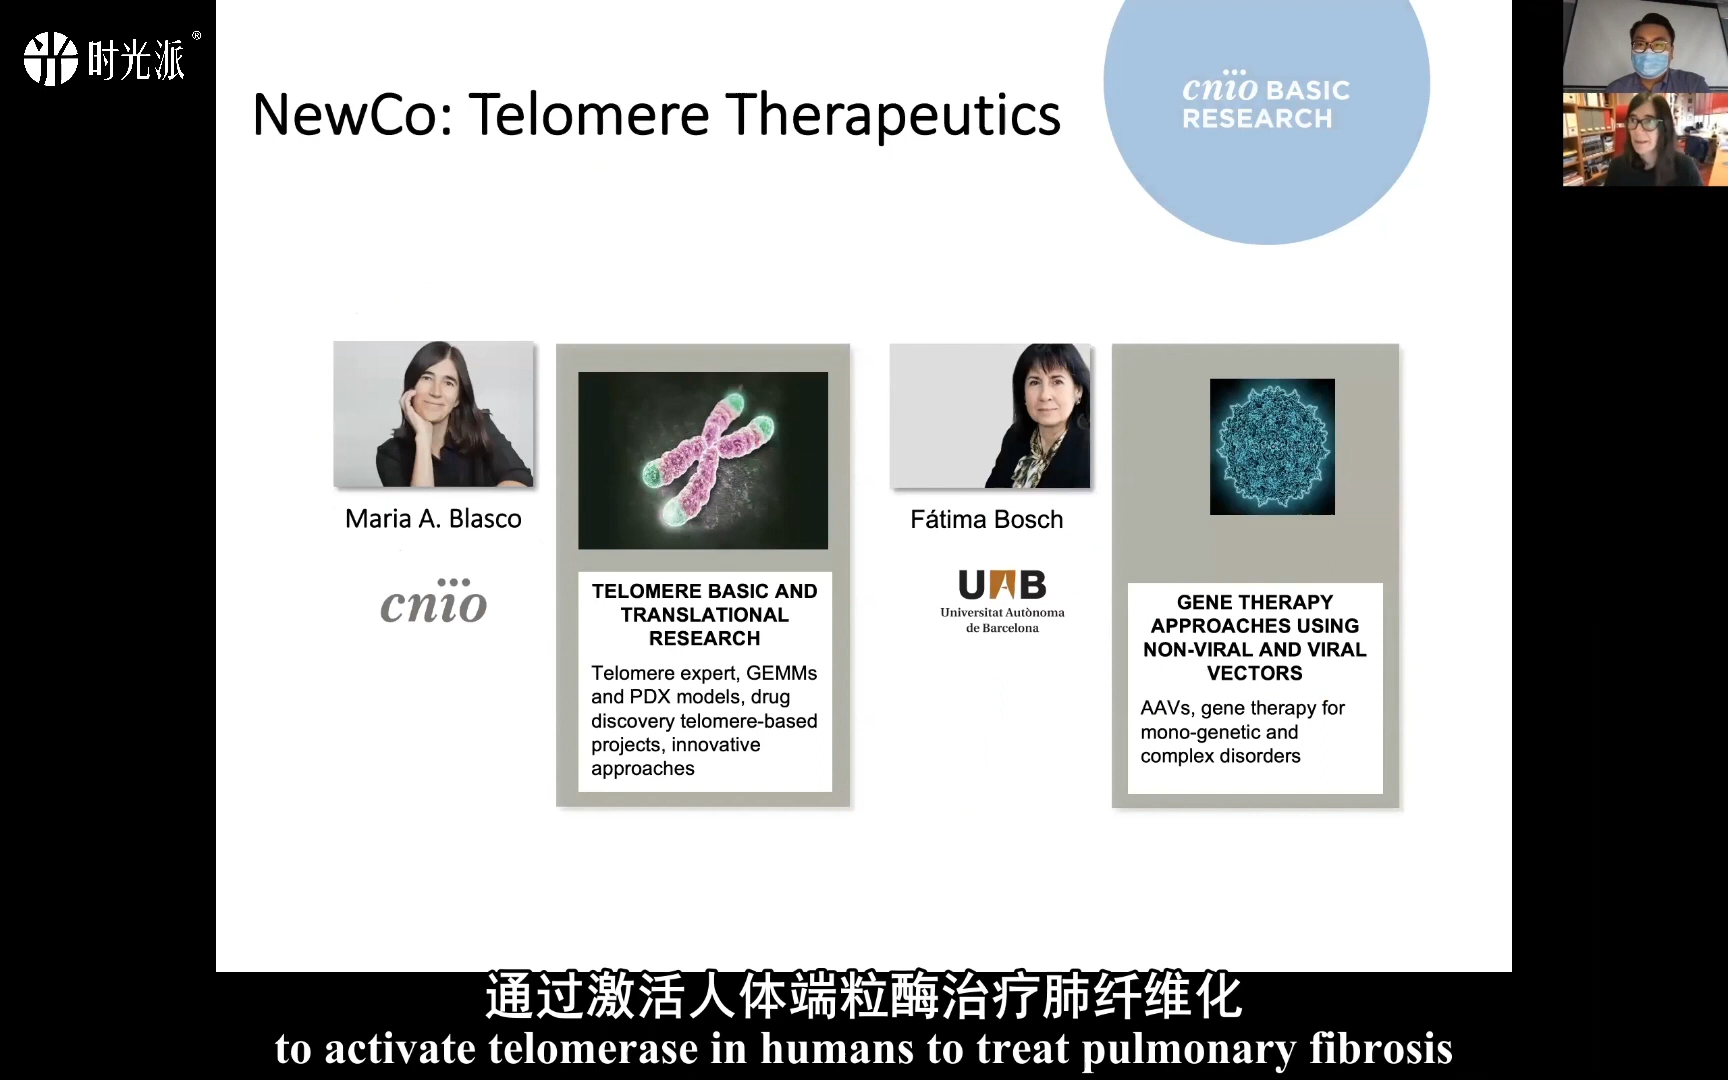 时光派®
NewCo: Telomere Therapeutics
cnio BASIC
RESEARCH
Maria A. Blasco
cnio
TELOMERE BASIC AND
TRANSLATIONAL
RESEARCH
Telomere expert, GEMMs
and PDX models, drug
discovery telomere-based
projects, innovative
approaches
Fátima Bosch
UAB
Universitat Autònoma
de Barcelona
GENE THERAPY
APPROACHES USING
NON-VIRAL AND VIRAL
VECTORS
AAVs, gene therapy for
mono-genetic and
complex disorders
通过激活人体端粒酶治疗肺纤维化
to activate telomerase in humans to treat pulmonary fibrosis